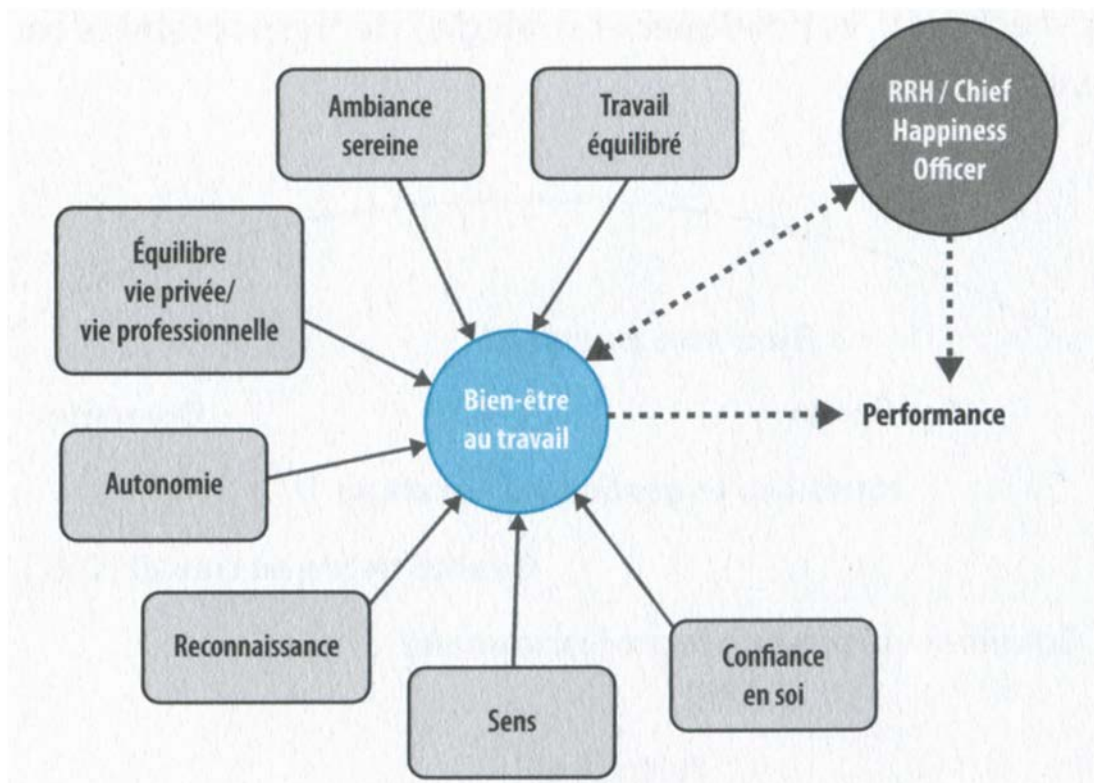 Ambiance
sereine
Travail
équilibré
RRH / Chief
Happiness
Officer
Équilibre
vie privée/
vie professionnelle
Bien-être
au travail
Performance
Autonomie
Reconnaissance
Sens
Confiance
en soi